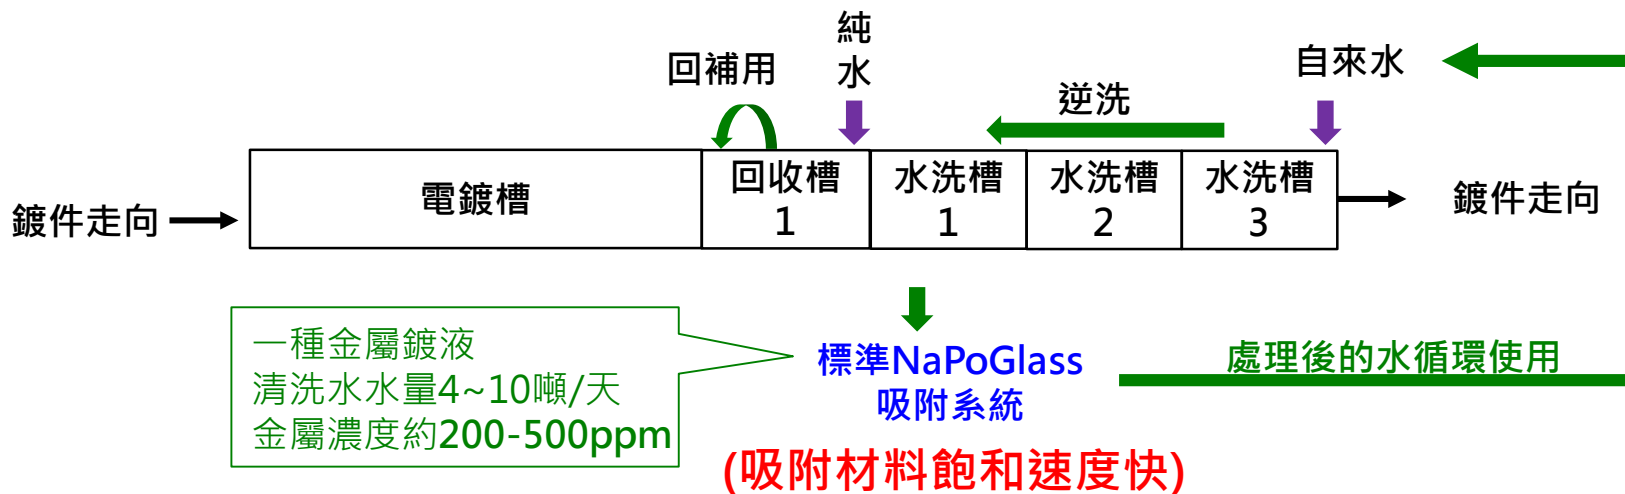 純
水
回補用
自來水
逆洗
電鍍槽
回收槽
1
水洗槽
1
水洗槽
2
水洗槽
3
鍍件走向
鍍件走向
一種金屬鍍液
清洗水水量4~10噸/天
金屬濃度約200-500ppm
標準NaPoGlass
吸附系統
處理後的水循環使用
(吸附材料飽和速度快)